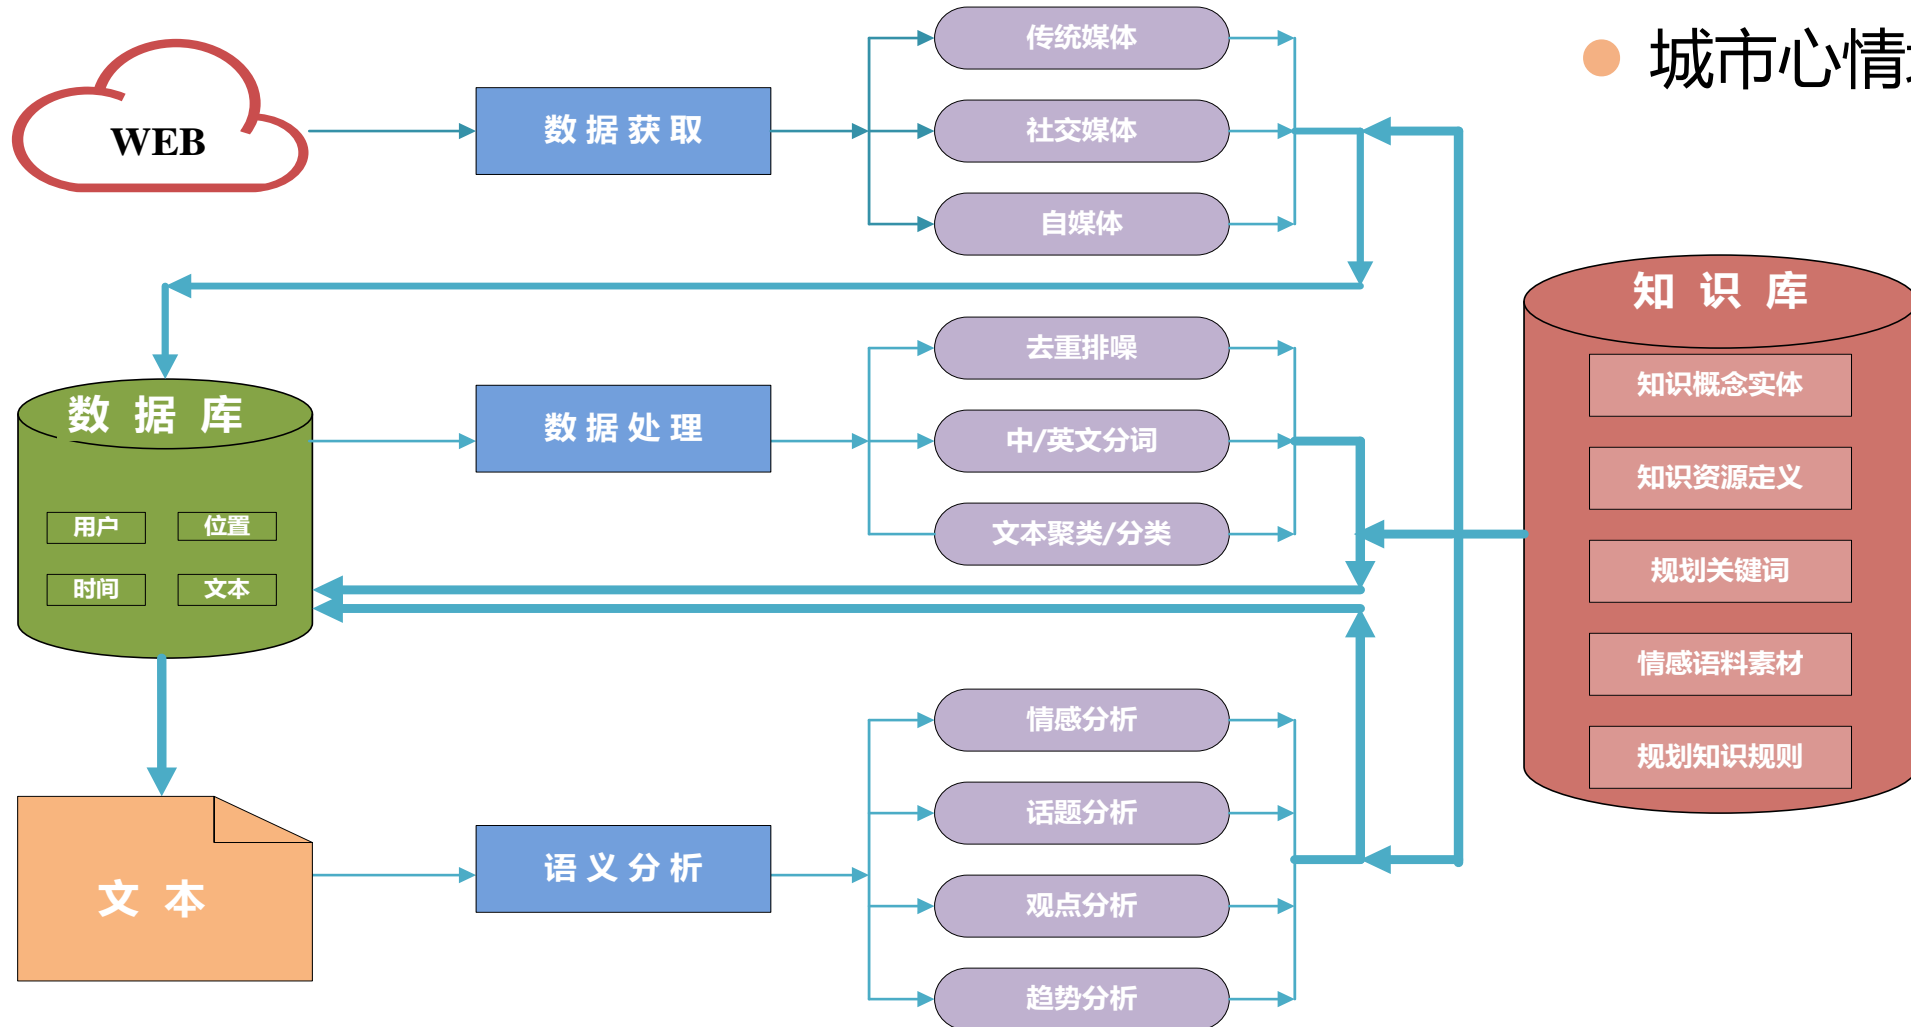 城市心情
WEB
数据获取
传统媒体
社交媒体
自媒体
知识库
知识概念实体
知识资源定义
规划关键词
情感语料素材
规划知识规则
数据库
用户
位置
时间
文本
数据处理
去重排噪
中/英文分词
文本聚类/分类
文本
语义分析
情感分析
话题分析
观点分析
趋势分析